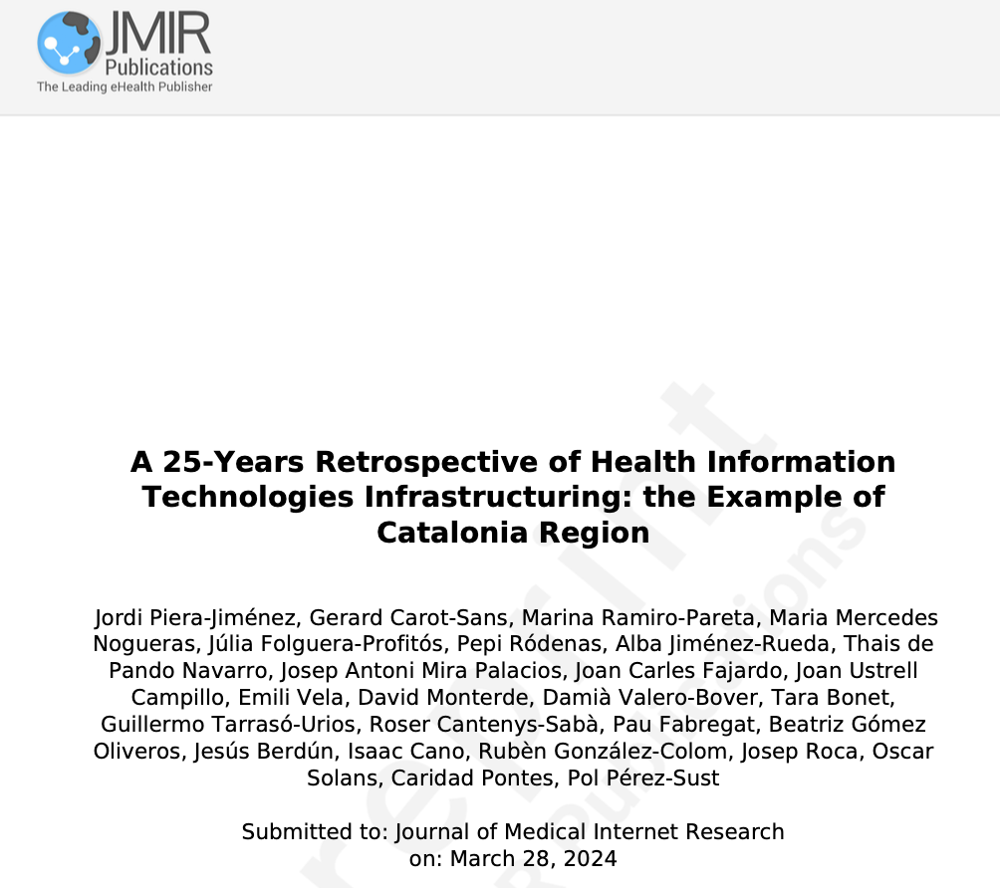 JMIR
Publications
The Leading eHealth Publisher
A 25-Years Retrospective of Health Information
Technologies Infrastructuring: the Example of
Catalonia Region
Jordi Piera-Jiménez, Gerard Carot-Sans, Marina Ramiro-Pareta, Maria Mercedes
Nogueras, Júlia Folguera-Profitós, Pepi Ródenas, Alba Jiménez-Rueda, Thais de
Pando Navarro, Josep Antoni Mira Palacios, Joan Carles Fajardo, Joan Ustrell
Campillo, Emili Vela, David Monterde, Damià Valero-Bover, Tara Bonet,
Guillermo Tarrasó-Urios, Roser Cantenys-Sabà, Pau Fabregat, Beatriz Gómez
Oliveros, Jesús Berdún, Isaac Cano, Rubèn González-Colom, Josep Roca, Oscar
Solans, Caridad Pontes, Pol Pérez-Sust
Submitted to: Journal of Medical Internet Research
on: March 28, 2024